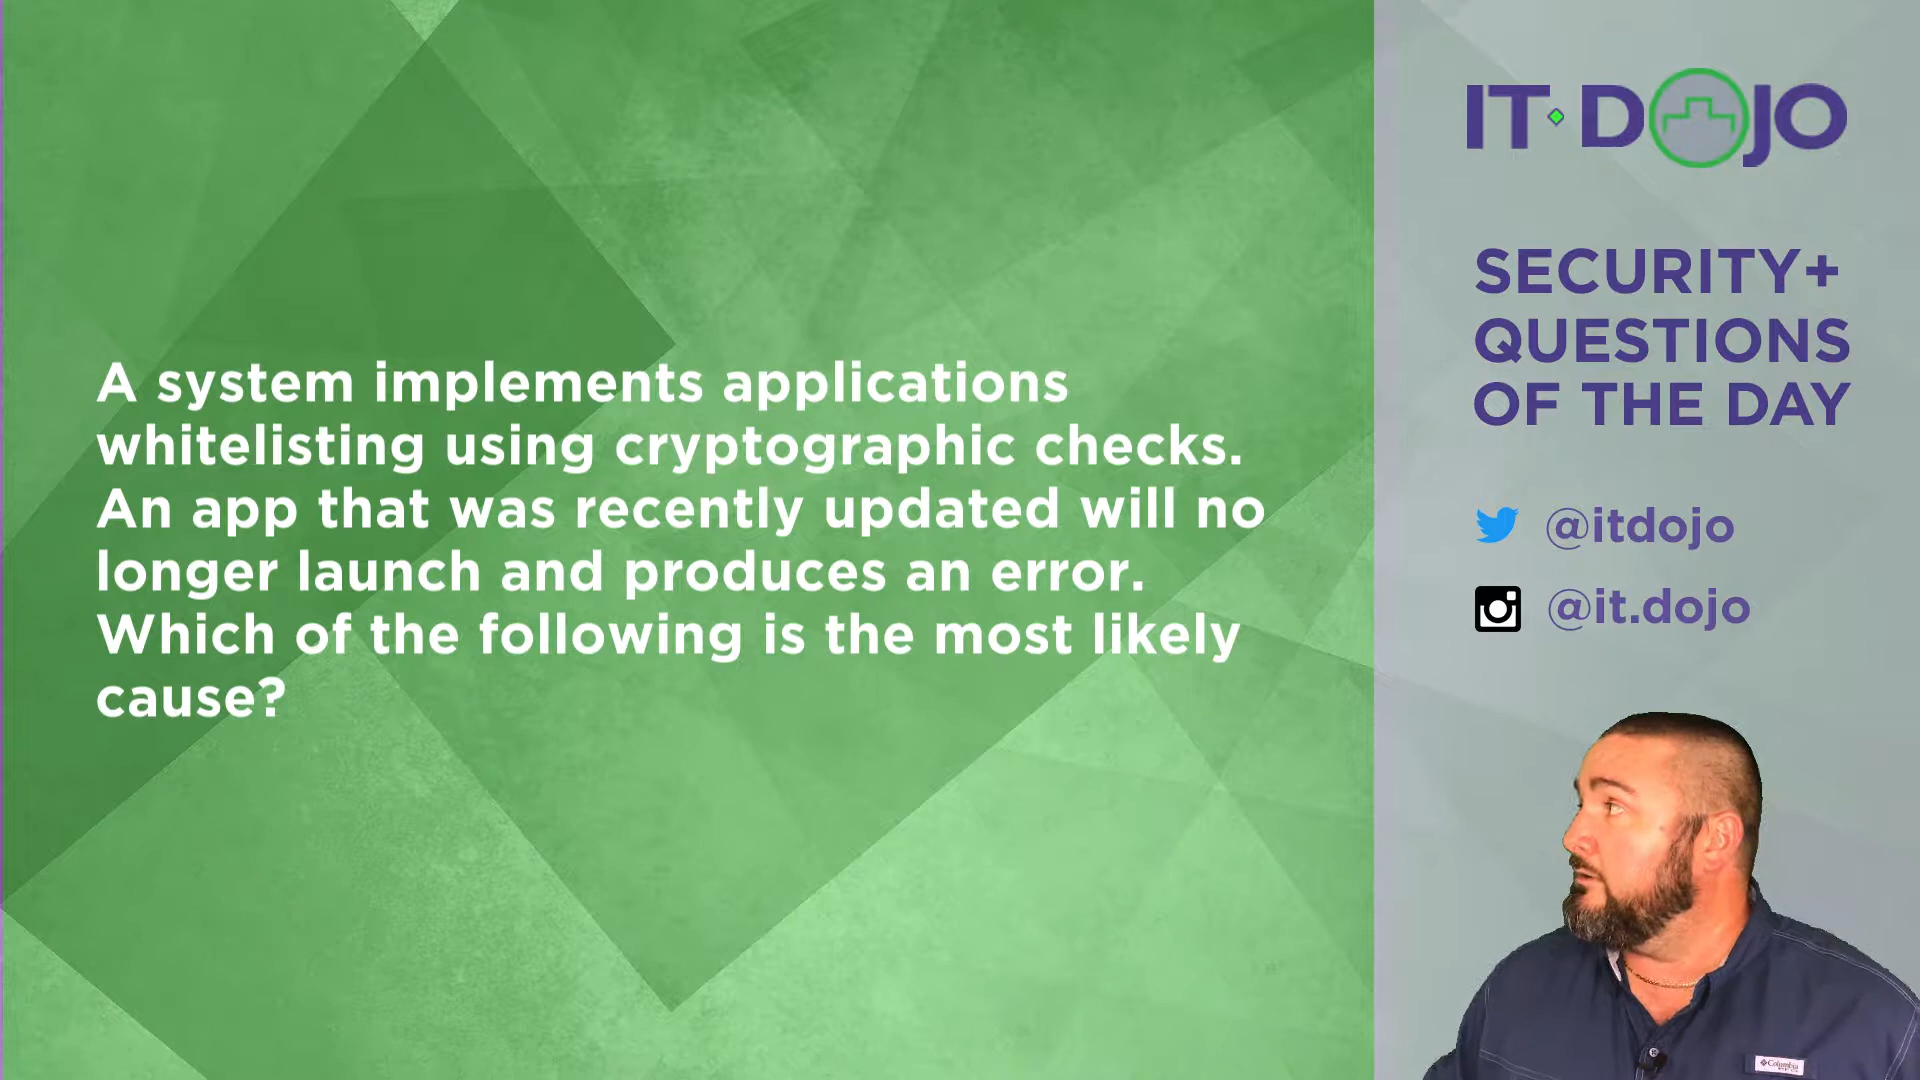 A system implements applications
whitelisting using cryptographic checks.
An app that was recently updated will no
longer launch and produces an error.
Which of the following is the most likely
cause?
IT DOJO
SECURITY+
QUESTIONS
OF THE DAY
@itdojo
@it.dojo
Columbia